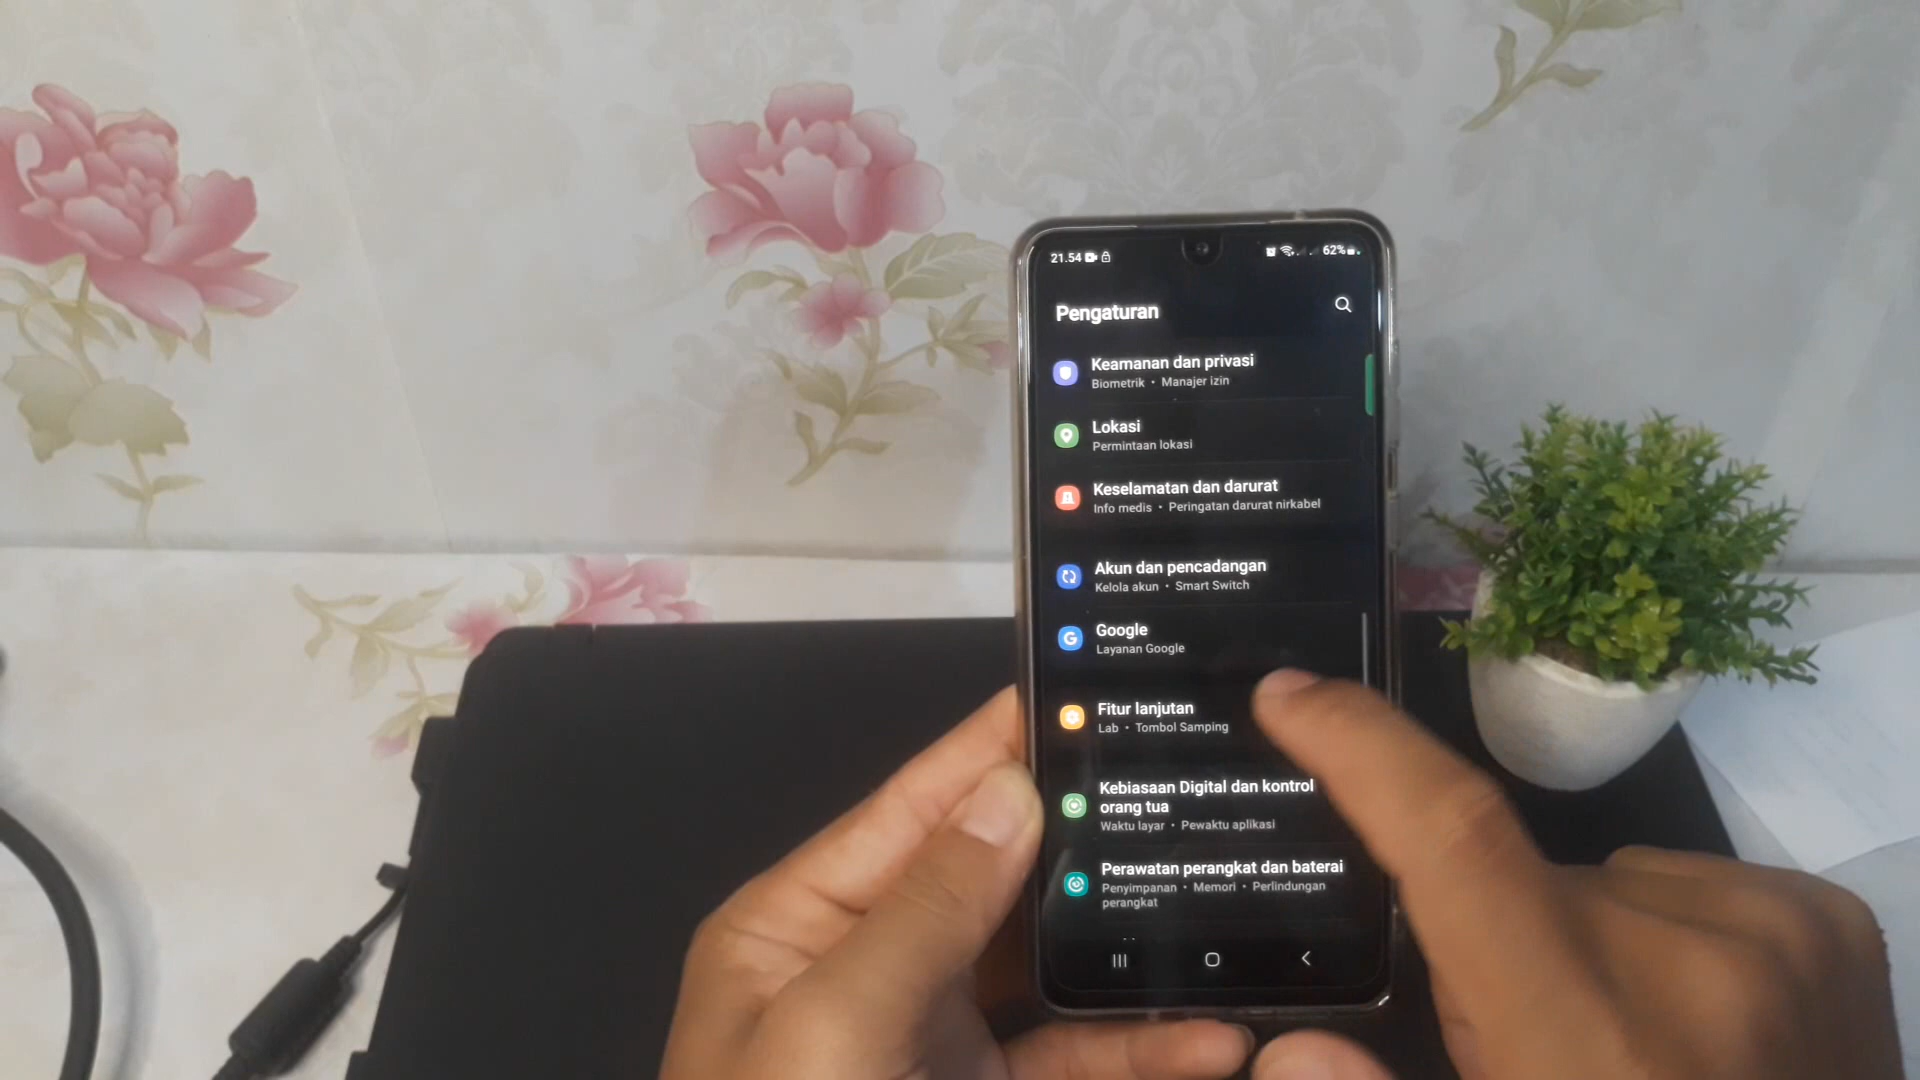 21.54
62%
Pengaturan
Keamanan dan privasi
Biometrik • Manajer izin
Lokasi
Permintaan lokasi
Keselamatan dan darurat
Info medis • Peringatan darurat nirkabel
Akun dan pencadangan
Kelola akun • Smart Switch
Google
Layanan Google
Fitur lanjutan
Lab • Tombol Samping
Kebiasaan Digital dan kontrol
orang tua
Waktu layar • Pewaktu aplikasi
Perawatan perangkat dan baterai
Penyimpanan • Memori • Perlindungan
perangkat